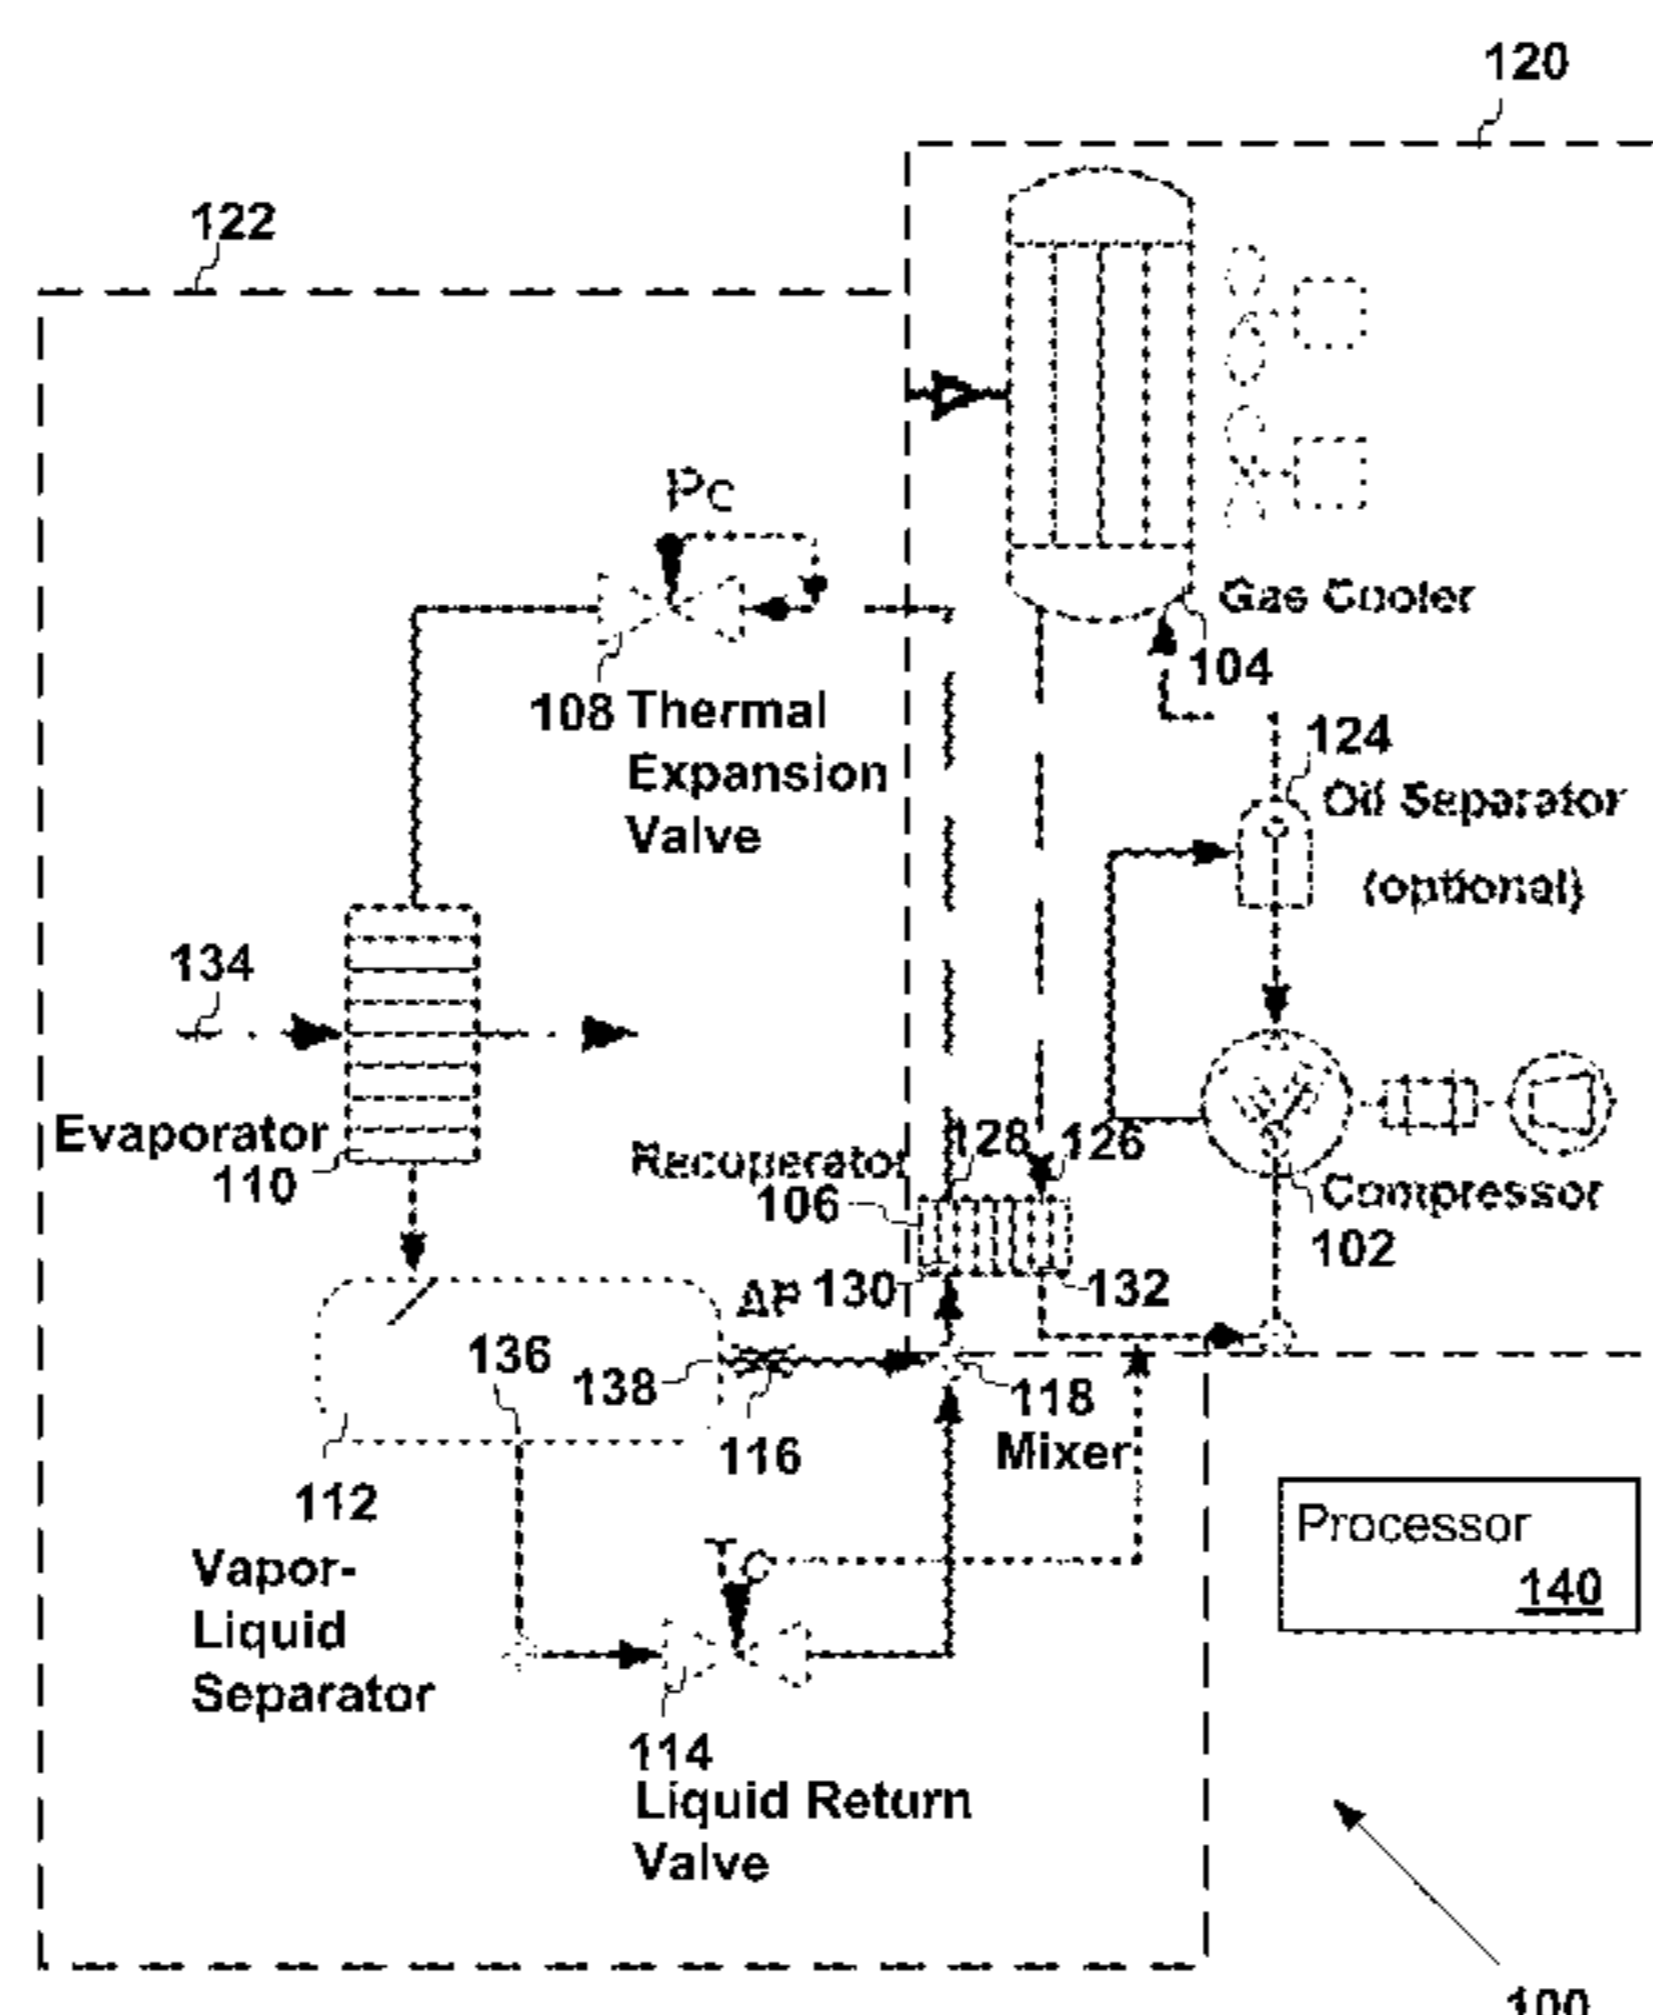 120
122
Pc
Gas Cooler
104
108 Thermal
Expansion
Valve
124
Oil Separator
(optional)
134
Evaporator
110
Recuperator
106
128
126
Compressor
102
ΔP
130
132
136
138
116
118
Mixer
112
Vapor-
Liquid
Separator
TC
114
Liquid Return
Valve
Processor
140
100